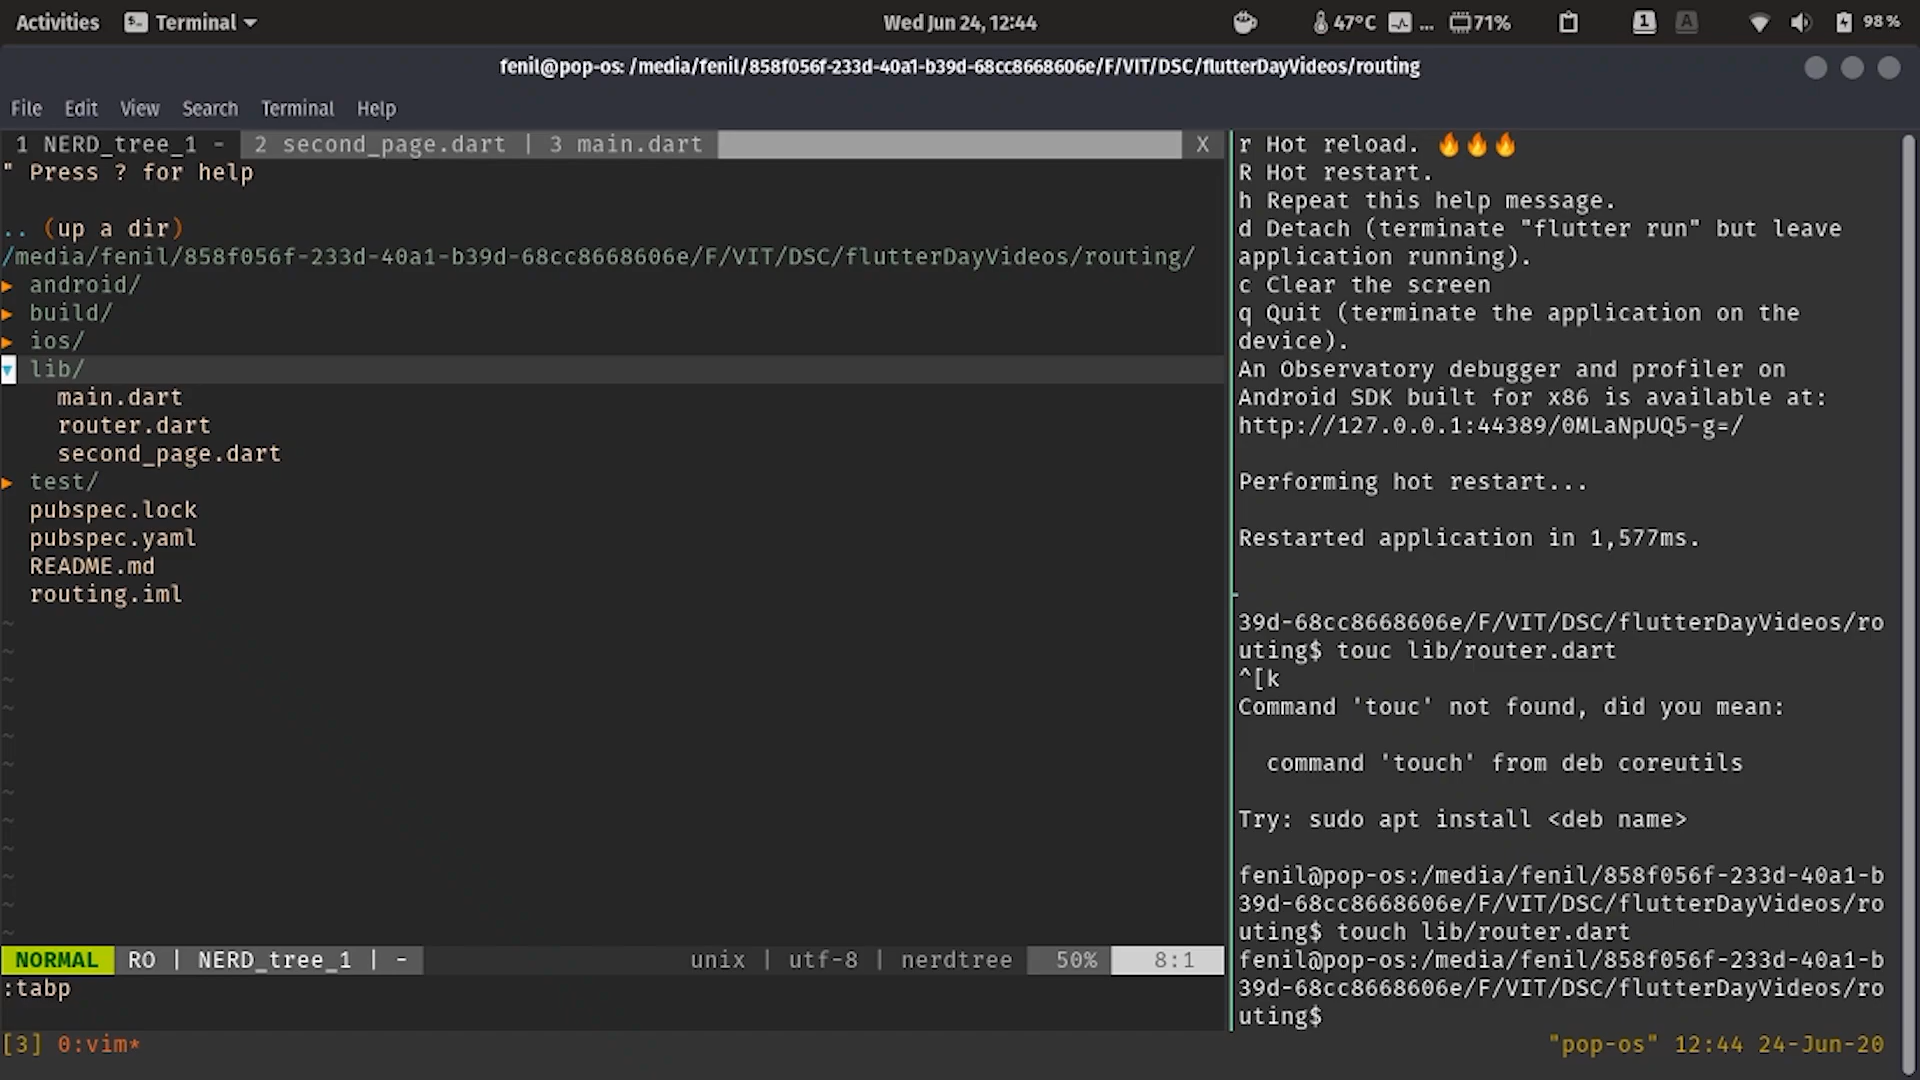 Activities Terminal Wed Jun 24, 12:44 47°C ... 71% 1 A 98 %
fenil@pop-os: /media/fenil/858f056f-233d-40a1-b39d-68cc8668606e/F/VIT/DSC/flutterDayVideos/routing
File Edit View Search Terminal Help
1 NERD_tree_1 - 2 second_page.dart | 3 main.dart X
" Press ? for help
.. (up a dir)
/media/fenil/858f056f-233d-40a1-b39d-68cc8668606e/F/VIT/DSC/flutterDayVideos/routing/
▸ android/
▸ build/
▸ ios/
▾ lib/
main.dart
router.dart
second_page.dart
▸ test/
pubspec.lock
pubspec.yaml
README.md
routing.iml
~
~
~
~
~
~
~
~
~
~
~
~
NORMAL RO | NERD_tree_1 | - unix | utf-8 | nerdtree 50% 8:1
:tabp
r Hot reload. 🔥🔥🔥
R Hot restart.
h Repeat this help message.
d Detach (terminate "flutter run" but leave
application running).
c Clear the screen
q Quit (terminate the application on the
device).
An Observatory debugger and profiler on
Android SDK built for x86 is available at:
http://127.0.0.1:44389/0MLaNpUQ5-g=/
Performing hot restart...
Restarted application in 1,577ms.
39d-68cc8668606e/F/VIT/DSC/flutterDayVideos/ro
uting$ touc lib/router.dart
^[k
Command 'touc' not found, did you mean:
command 'touch' from deb coreutils
Try: sudo apt install <deb name>
fenil@pop-os:/media/fenil/858f056f-233d-40a1-b
39d-68cc8668606e/F/VIT/DSC/flutterDayVideos/ro
uting$ touch lib/router.dart
fenil@pop-os:/media/fenil/858f056f-233d-40a1-b
39d-68cc8668606e/F/VIT/DSC/flutterDayVideos/ro
uting$
[3] 0:vim* "pop-os" 12:44 24-Jun-20